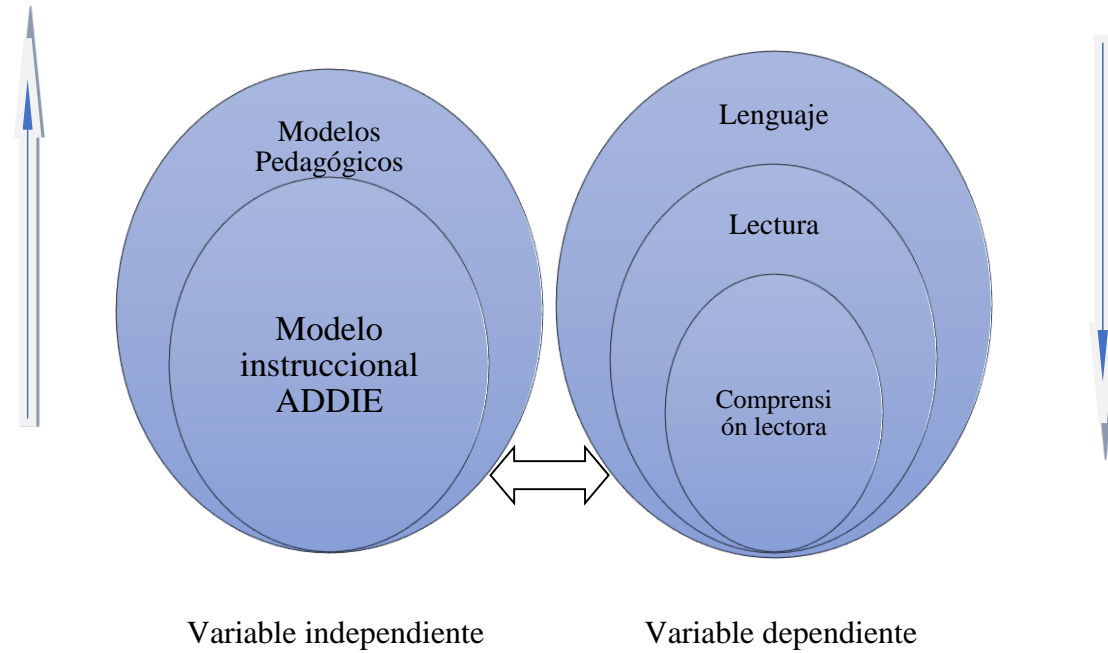 Modelos
Pedagógicos
Modelo
instruccional
ADDIE
Lenguaje
Lectura
Comprensi
ón lectora
Variable independiente
Variable dependiente